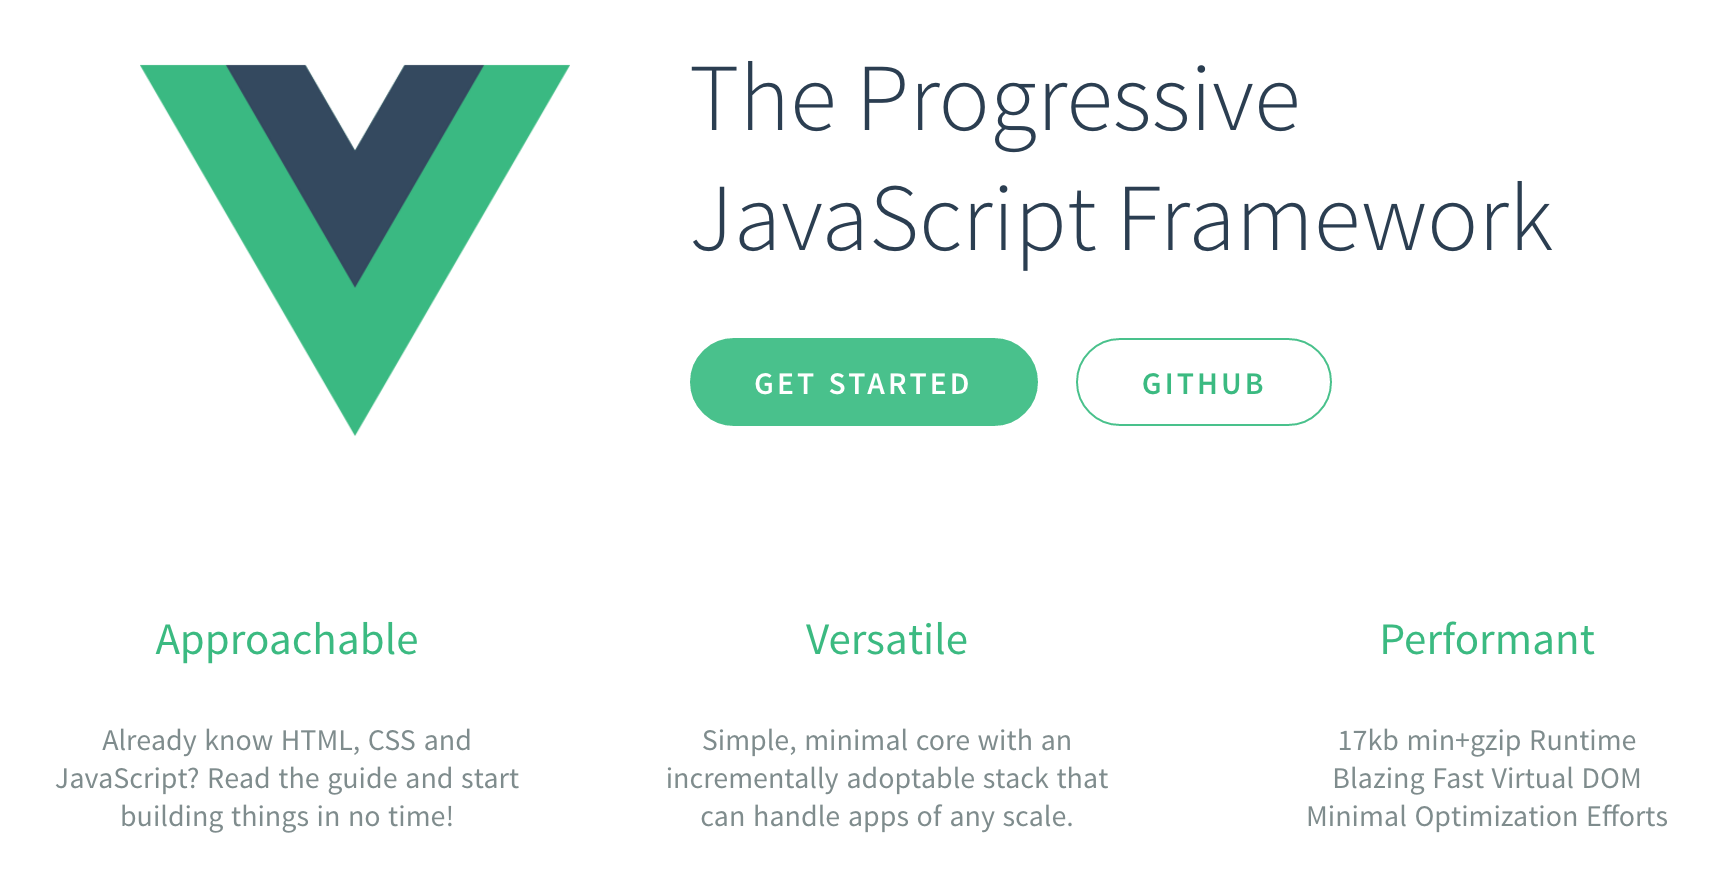 The Progressive
JavaScript Framework
GET STARTED
GITHUB
Approachable
Already know HTML, CSS and
JavaScript? Read the guide and start
building things in no time!
Versatile
Simple, minimal core with an
incrementally adoptable stack that
can handle apps of any scale.
Performant
17kb min+gzip Runtime
Blazing Fast Virtual DOM
Minimal Optimization Efforts